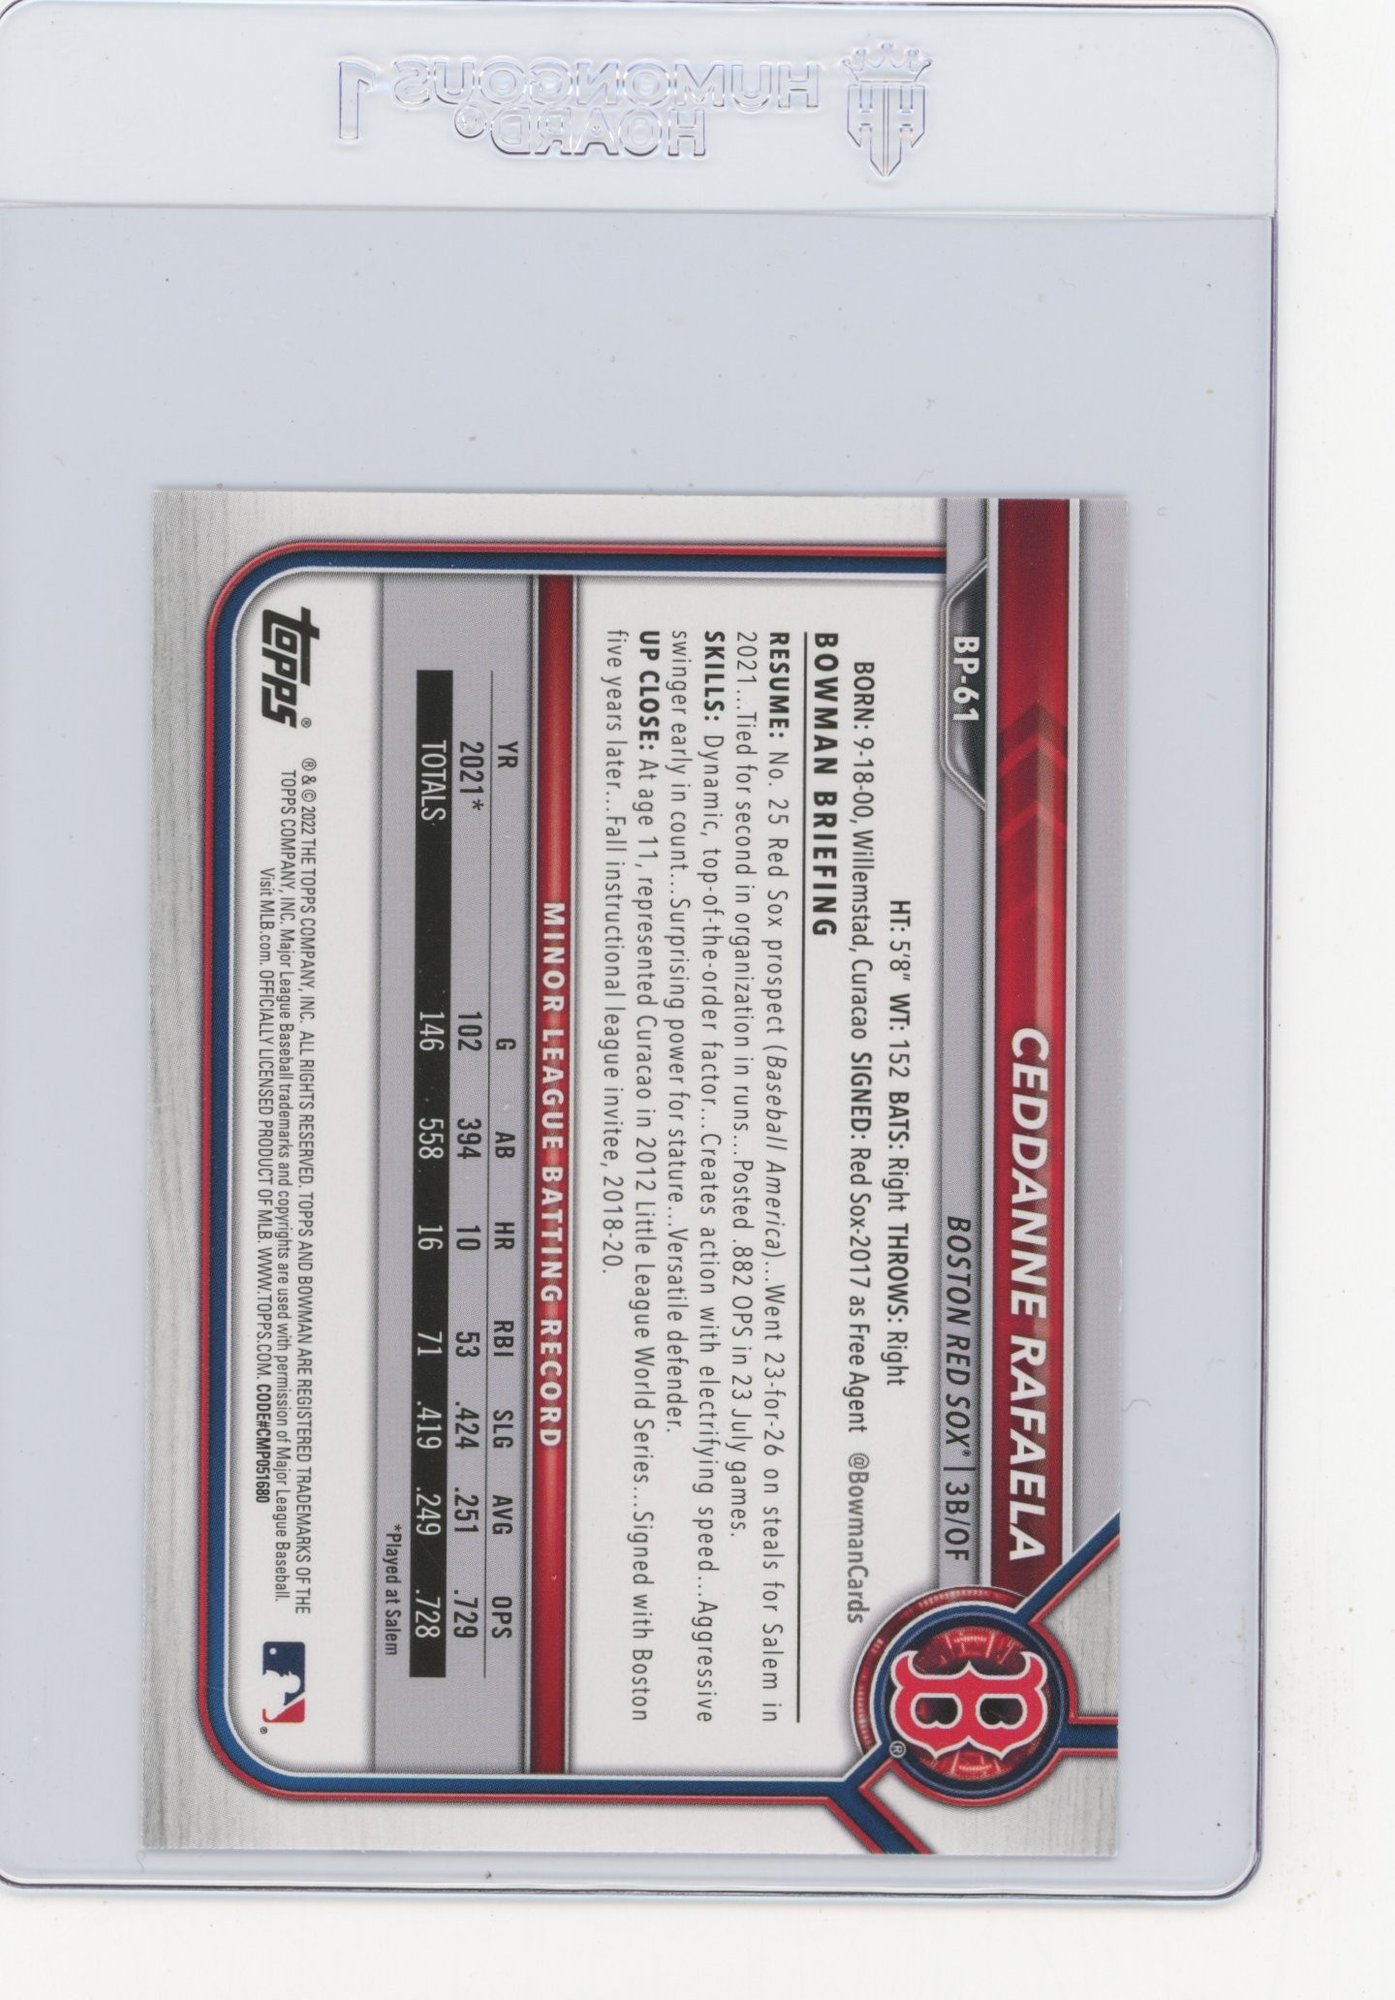 HUMONGOUS
HOARD®
BP-61
CEDDANNE RAFAELA
BOSTON RED SOX® | 3B/OF
HT: 5'8" WT: 152 BATS: Right THROWS: Right
BORN: 9-18-00, Willemstad, Curacao SIGNED: Red Sox-2017 as Free Agent @BowmanCards
BOWMAN BRIEFING
RESUME: No. 25 Red Sox prospect (Baseball America)...Went 23-for-26 on steals for Salem in
2021...Tied for second in organization in runs...Posted .882 OPS in 23 July games.
SKILLS: Dynamic, top-of-the-order factor...Creates action with electrifying speed...Aggressive
swinger early in count...Surprising power for stature...Versatile defender.
UP CLOSE: At age 11, represented Curacao in 2012 Little League World Series...Signed with Boston
five years later...Fall instructional league invitee, 2018-20.
MINOR LEAGUE BATTING RECORD
YR G AB HR RBI SLG AVG OPS
2021* 102 394 10 53 .424 .251 .729
TOTALS 146 558 16 71 .419 .249 .728
*Played at Salem
topps®
® & © 2022 THE TOPPS COMPANY, INC. ALL RIGHTS RESERVED. TOPPS AND BOWMAN ARE REGISTERED TRADEMARKS OF THE
TOPPS COMPANY, INC. Major League Baseball trademarks and copyrights are used with permission of Major League Baseball.
Visit MLB.com. OFFICIALLY LICENSED PRODUCT OF MLB. WWW.TOPPS.COM. CODE#CMP051680
B®